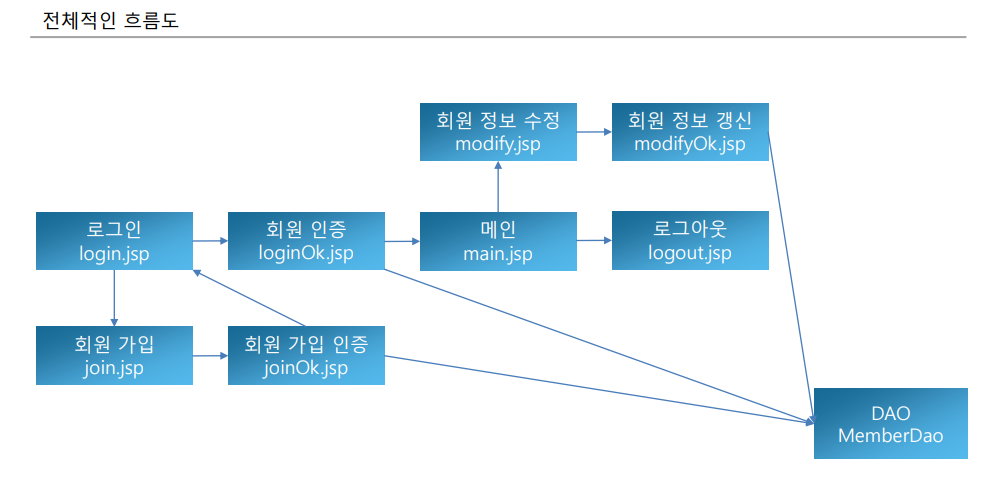 전체적인 흐름도
회원 정보 수정
modify.jsp
회원 정보 갱신
modifyOk.jsp
로그인
login.jsp
회원 인증
loginOk.jsp
메인
main.jsp
로그아웃
logout.jsp
회원 가입
join.jsp
회원 가입 인증
joinOk.jsp
DAO
MemberDao